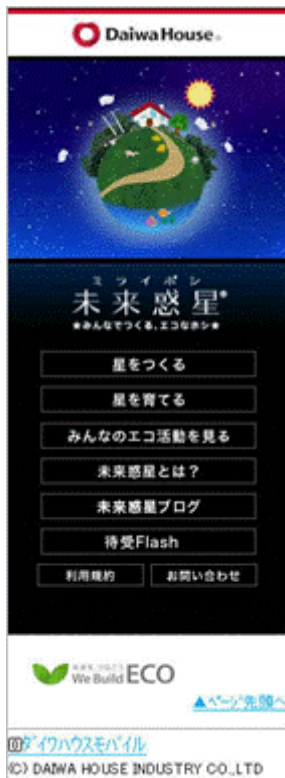 Daiwa House®
ミライボシ
未来惑星®
★みんなでつくる、エコなホシ★
星をつくる
星を育てる
みんなのエコ活動を見る
未来惑星とは？
未来惑星ブログ
待受Flash
利用規約 お問い合わせ
We Build ECO
▲ページ先頭へ
0ダイワハウスモバイル
(C) DAIWA HOUSE INDUSTRY CO.,LTD